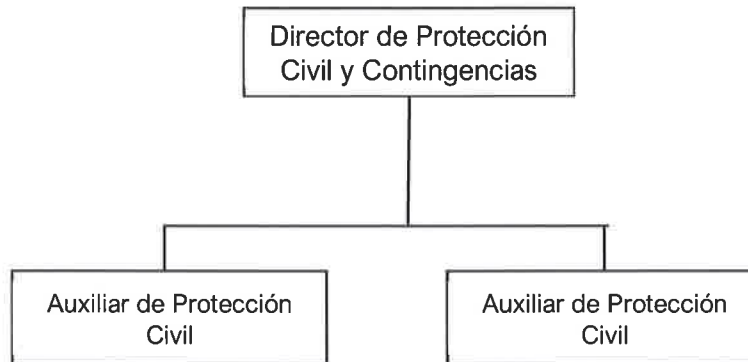 Director de Protección
Civil y Contingencias
Auxiliar de Protección
Civil
Auxiliar de Protección
Civil